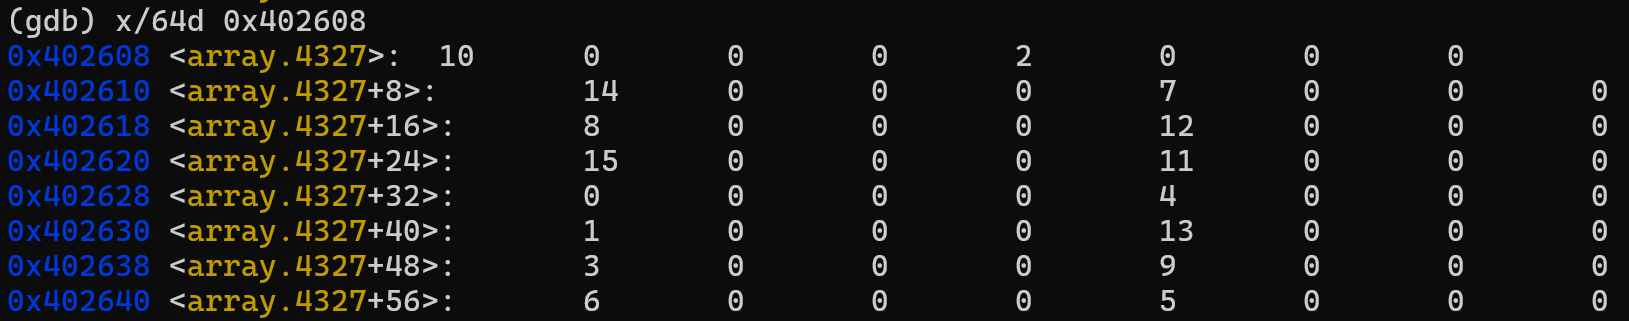 (gdb) x/64d 0x402608
0x402608 <array.4327>: 10 0 0 0 2 0 0 0
0x402610 <array.4327+8>: 14 0 0 0 7 0 0 0
0x402618 <array.4327+16>: 8 0 0 0 12 0 0 0
0x402620 <array.4327+24>: 15 0 0 0 11 0 0 0
0x402628 <array.4327+32>: 0 0 0 0 4 0 0 0
0x402630 <array.4327+40>: 1 0 0 0 13 0 0 0
0x402638 <array.4327+48>: 3 0 0 0 9 0 0 0
0x402640 <array.4327+56>: 6 0 0 0 5 0 0 0